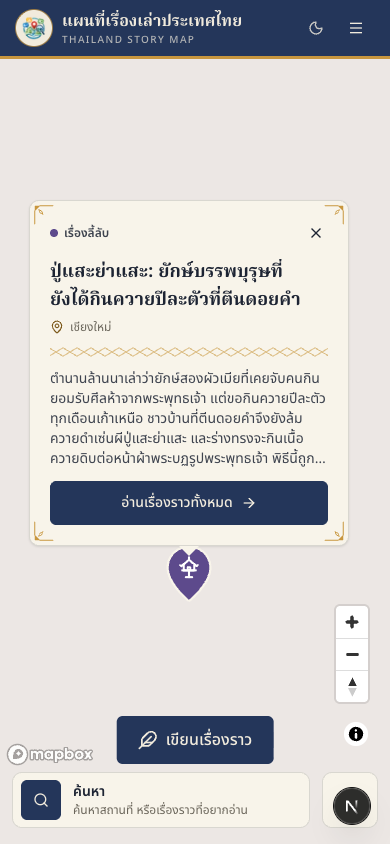 แผนที่เรื่องเล่าประเทศไทย
THAILAND STORY MAP
เรื่องลี้ลับ
ปู่แสะย่าแสะ: ยักษ์บรรพบุรุษที่
ยังได้กินควายปีละตัวที่ตีนดอยคำ
เชียงใหม่
ตำนานล้านนาเล่าว่ายักษ์สองผัวเมียที่เคยจับคนกิน
ยอมรับศีลห้าจากพระพุทธเจ้า แต่ขอกินควายปีละตัว
ทุกเดือนเก้าเหนือ ชาวบ้านที่ตีนดอยคำจึงยังล้ม
ควายดำเซ่นผีปู่แสะย่าแสะ และร่างทรงจะกินเนื้อ
ควายดิบต่อหน้าผ้าพระบฏรูปพระพุทธเจ้า พิธีนี้ถูก...
อ่านเรื่องราวทั้งหมด
เขียนเรื่องราว
mapbox
ค้นหา
ค้นหาสถานที่ หรือเรื่องราวที่อยากอ่าน
N